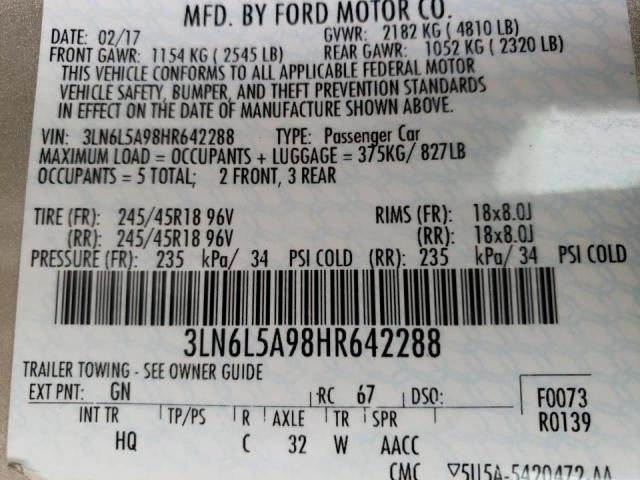 MFD. BY FORD MOTOR CO.
DATE: 02/17 GVWR: 2182 KG ( 4810 LB)
FRONT GAWR: 1154 KG ( 2545 LB) REAR GAWR: 1052 KG ( 2320 LB)
THIS VEHICLE CONFORMS TO ALL APPLICABLE FEDERAL MOTOR
VEHICLE SAFETY, BUMPER, AND THEFT PREVENTION STANDARDS
IN EFFECT ON THE DATE OF MANUFACTURE SHOWN ABOVE.
VIN: 3LN6L5A98HR642288 TYPE: Passenger Car
MAXIMUM LOAD = OCCUPANTS + LUGGAGE = 375KG/ 827LB
OCCUPANTS = 5 TOTAL; 2 FRONT, 3 REAR
TIRE (FR): 245/45R18 96V RIMS (FR): 18x8.0J
(RR): 245/45R18 96V (RR): 18x8.0J
PRESSURE (FR): 235 kPa/ 34 PSI COLD (RR): 235 kPa/ 34 PSI COLD
3LN6L5A98HR642288
TRAILER TOWING - SEE OWNER GUIDE
EXT PNT: GN RC 67 DSO: F0073
INT TR TP/PS R AXLE TR SPR R0139
HQ C 32 W AACC
CMC ▽5U5A-5420472-AA